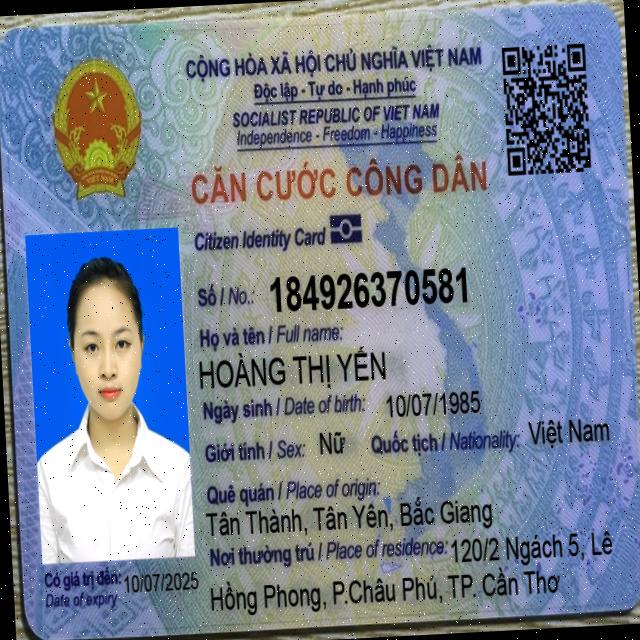 CỘNG HÒA XÃ HỘI CHỦ NGHĨA VIỆT NAM
Độc lập - Tự do - Hạnh phúc
SOCIALIST REPUBLIC OF VIET NAM
Independence - Freedom - Happiness
CĂN CƯỚC CÔNG DÂN
Citizen Identity Card
Số / No.: 184926370581
Họ và tên / Full name:
HOÀNG THỊ YẾN
Ngày sinh / Date of birth: 10/07/1985
Giới tính / Sex: Nữ Quốc tịch / Nationality: Việt Nam
Quê quán / Place of origin:
Tân Thành, Tân Yên, Bắc Giang
Nơi thường trú / Place of residence: 120/2 Ngách 5, Lê
Hồng Phong, P.Châu Phú, TP. Cần Thơ
Có giá trị đến: 10/07/2025
Date of expiry